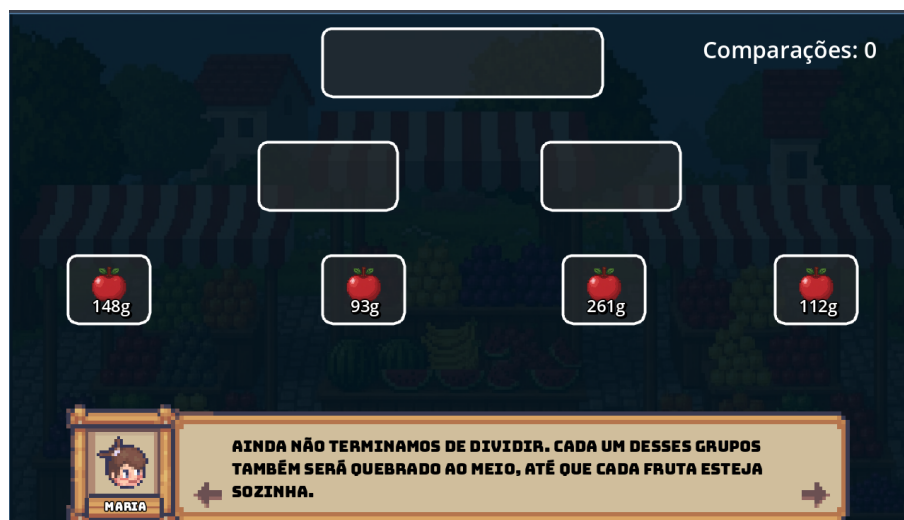 Comparações: 0
148g
93g
261g
112g
AINDA NÃO TERMINAMOS DE DIVIDIR. CADA UM DESSES GRUPOS
TAMBÉM SERÁ QUEBRADO AO MEIO, ATÉ QUE CADA FRUTA ESTEJA
SOZINHA.
MARIA